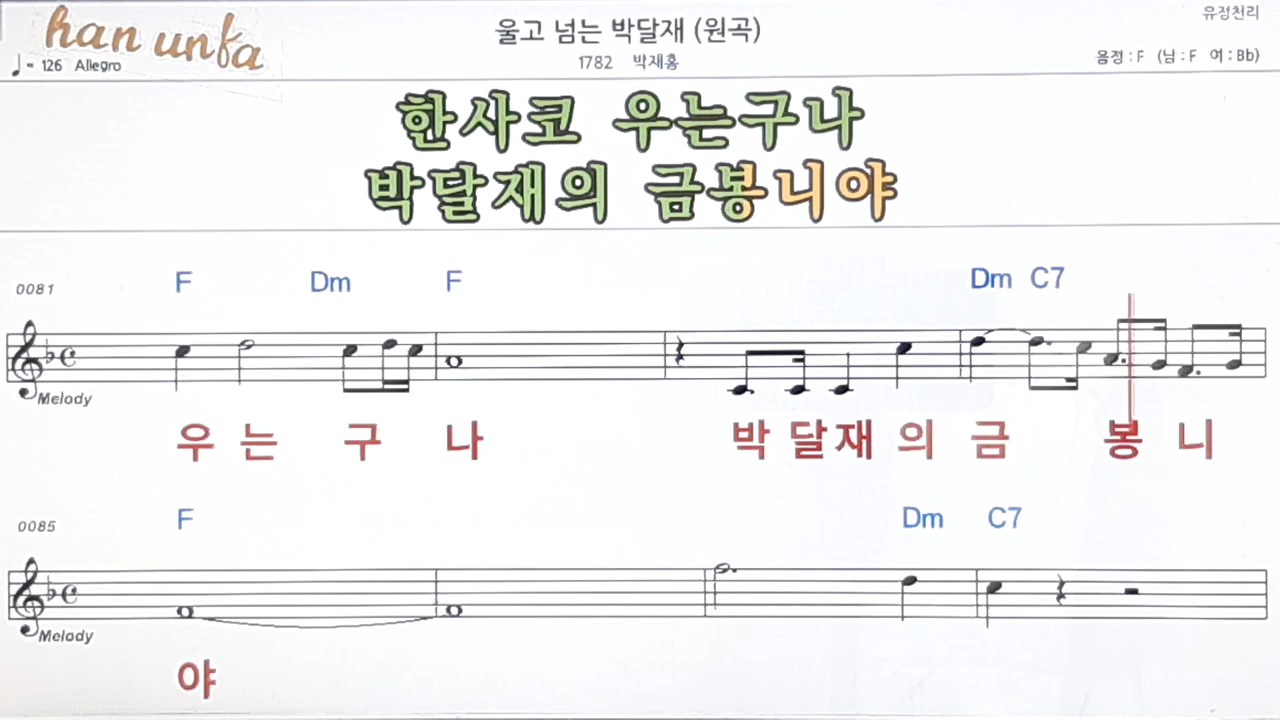 han unfa
울고 넘는 박달재 (원곡)
유정천리
♩= 126 Allegro
1782 박재홍
음정 : F (남 : F 여 : Bb)
한사코 우는구나
박달재의 금봉니야
0081
F Dm F Dm C7
Melody
우 는 구 나 박 달 재 의 금 봉 니
0085
F Dm C7
Melody
야